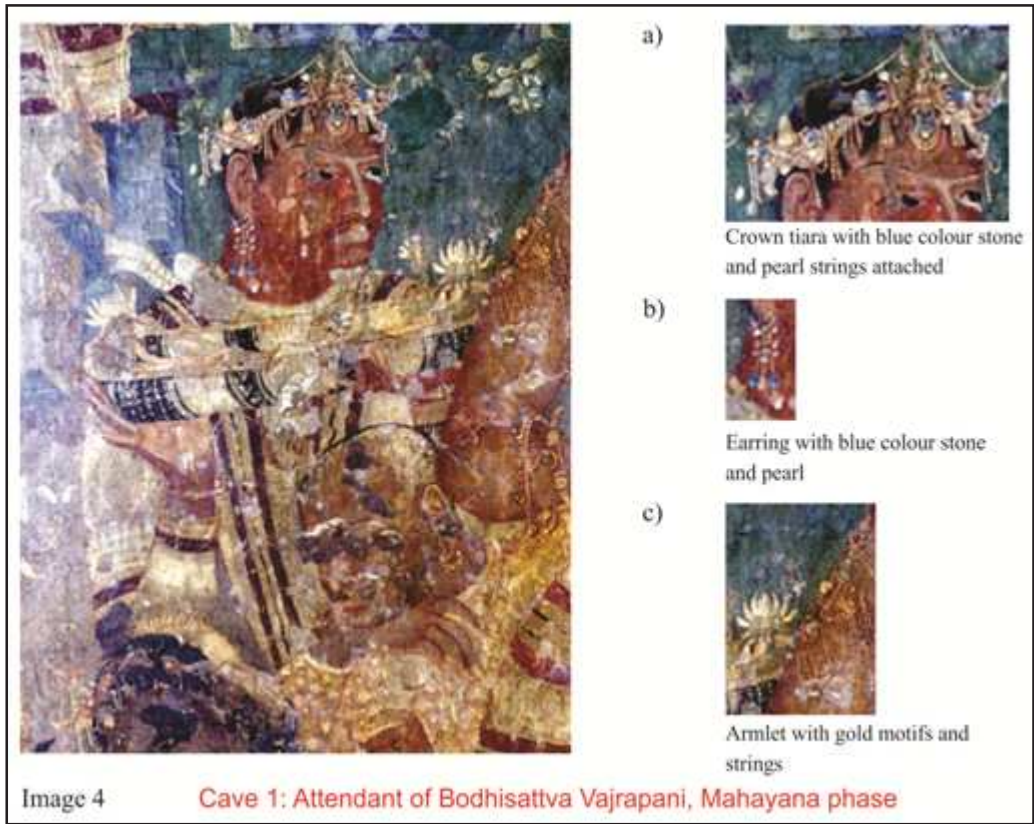 a)
Crown tiara with blue colour stone
and pearl strings attached
b)
Earring with blue colour stone
and pearl
c)
Armlet with gold motifs and
strings
Image 4
Cave 1: Attendant of Bodhisattva Vajrapani, Mahayana phase